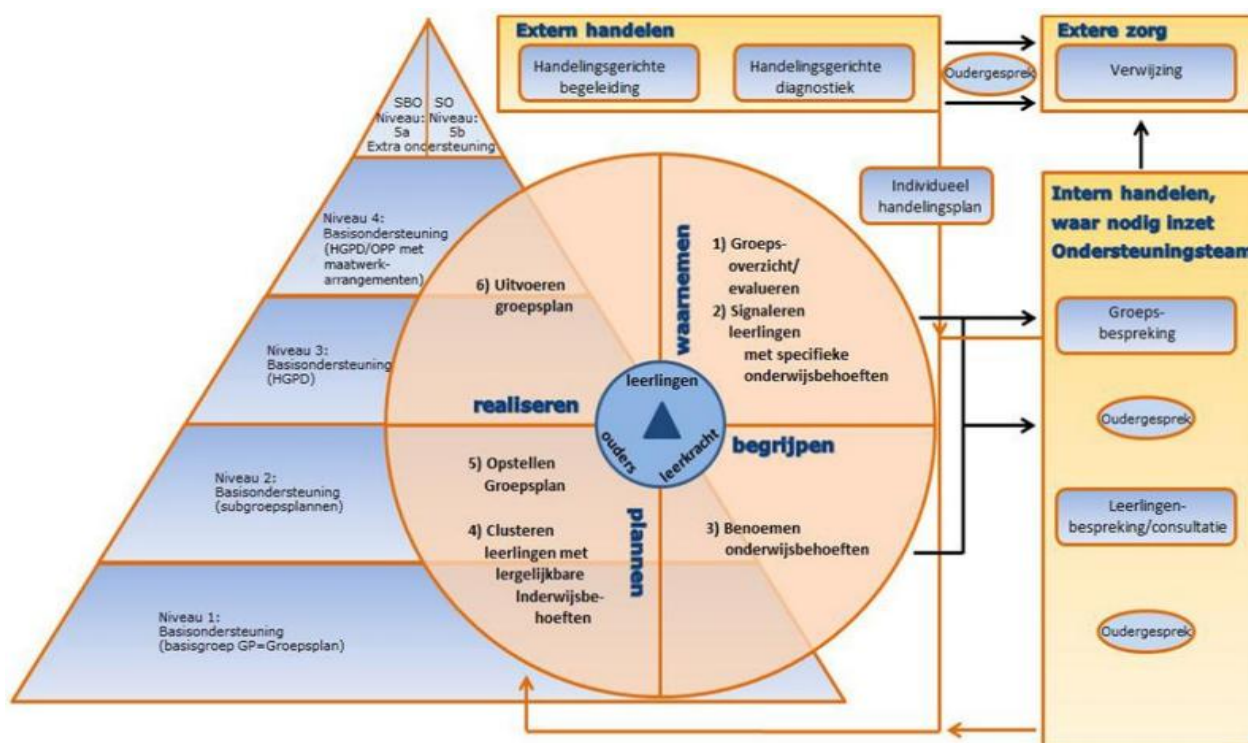 Extern handelen
Handelingsgerichte
begeleiding
Handelingsgerichte
diagnostiek
Oudergesprek
Extere zorg
Verwijzing
SBO
Niveau:
5a
SO
Niveau:
5b
Extra ondersteuning
Niveau 4:
Basisondersteuning
(HGPD/OPP met
maatwerk-
arrangementen)
Niveau 3:
Basisondersteuning
(HGPD)
Niveau 2:
Basisondersteuning
(subgroepsplannen)
Niveau 1:
Basisondersteuning
(basisgroep GP=Groepsplan)
waarnemen
1) Groeps-
overzicht/
evalueren
2) Signaleren
leerlingen
met specifieke
onderwijsbehoeften
begrijpen
3) Benoemen
onderwijsbehoeften
plannen
4) Clusteren
leerlingen met
lergelijkbare
Inderwijsbe-
hoeften
5) Opstellen
Groepsplan
realiseren
6) Uitvoeren
groepsplan
leerlingen
ouders
leerkracht
Individueel
handelingsplan
Intern handelen,
waar nodig inzet
Ondersteuningsteam
Groeps-
bespreking
Oudergesprek
Leerlingen-
bespreking/consultatie
Oudergesprek